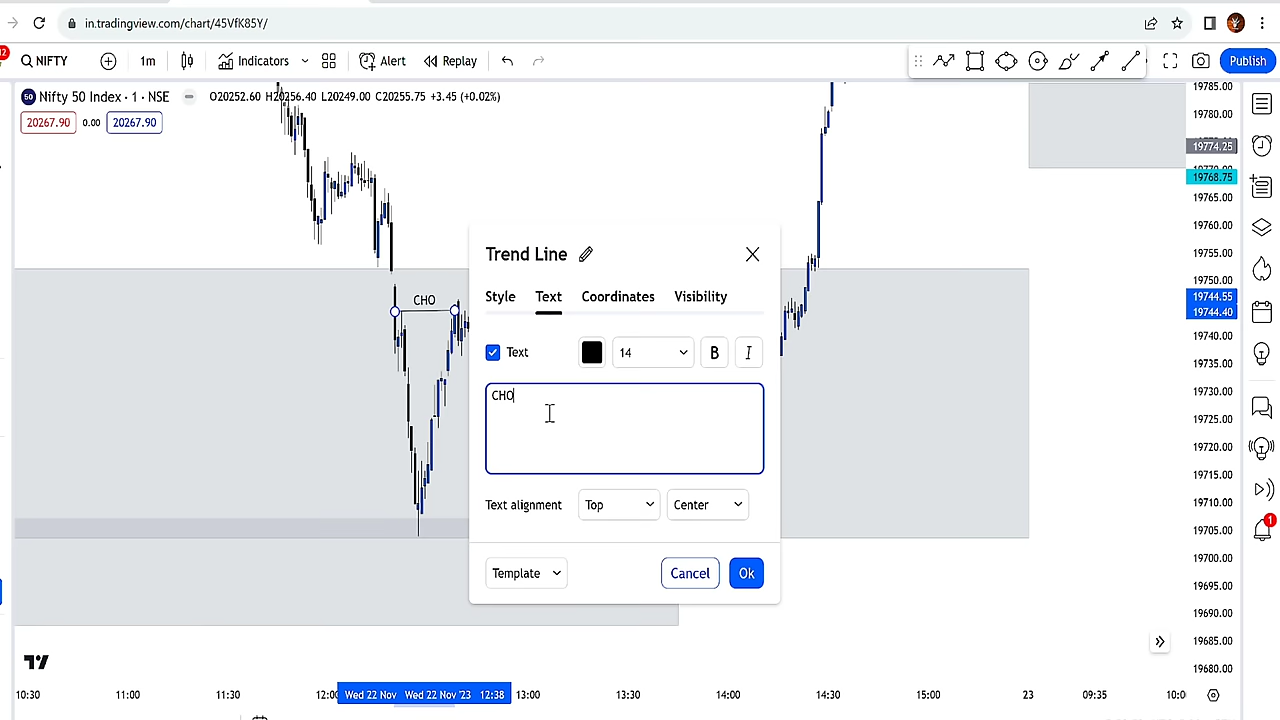 in.tradingview.com/chart/45VfK85Y/
12
NIFTY
1m
Indicators
Alert
Replay
Publish
50 Nifty 50 Index · 1 · NSE
O20252.60 H20256.40 L20249.00 C20255.75 +3.45 (+0.02%)
20267.90 0.00 20267.90
CHO
Trend Line
Style Text Coordinates Visibility
Text 14 B I
CHO
Text alignment Top Center
Template Cancel Ok
19785.00
19780.00
19774.25
19768.75
19765.00
19760.00
19755.00
19750.00
19744.55
19744.40
19740.00
19735.00
19730.00
19725.00
19720.00
19715.00
19710.00
19705.00
19700.00
19695.00
19690.00
19685.00
19680.00
1
10:30 11:00 11:30 12:00 Wed 22 Nov Wed 22 Nov '23 12:38 13:00 13:30 14:00 14:30 15:00 23 09:35 10:0